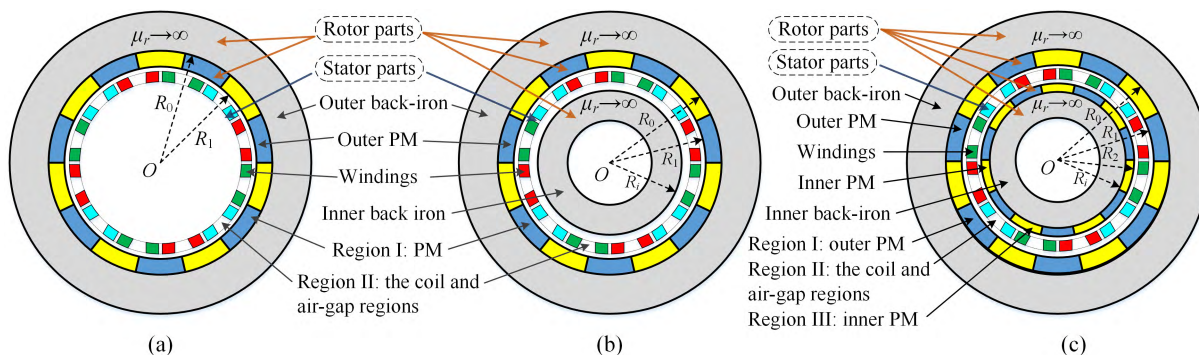 μr→∞
Rotor parts
Stator parts
Outer back-iron
Outer PM
Windings
Inner back iron
Region I: PM
Region II: the coil and
air-gap regions
R0
R1
O
(a)
μr→∞
μr→∞
R0
R1
Ri
O
(b)
Rotor parts
Stator parts
Outer back-iron
Outer PM
Windings
Inner PM
Inner back-iron
Region I: outer PM
Region II: the coil and
air-gap regions
Region III: inner PM
μr→∞
μr→∞
R0
R1
R2
Ri
O
(c)